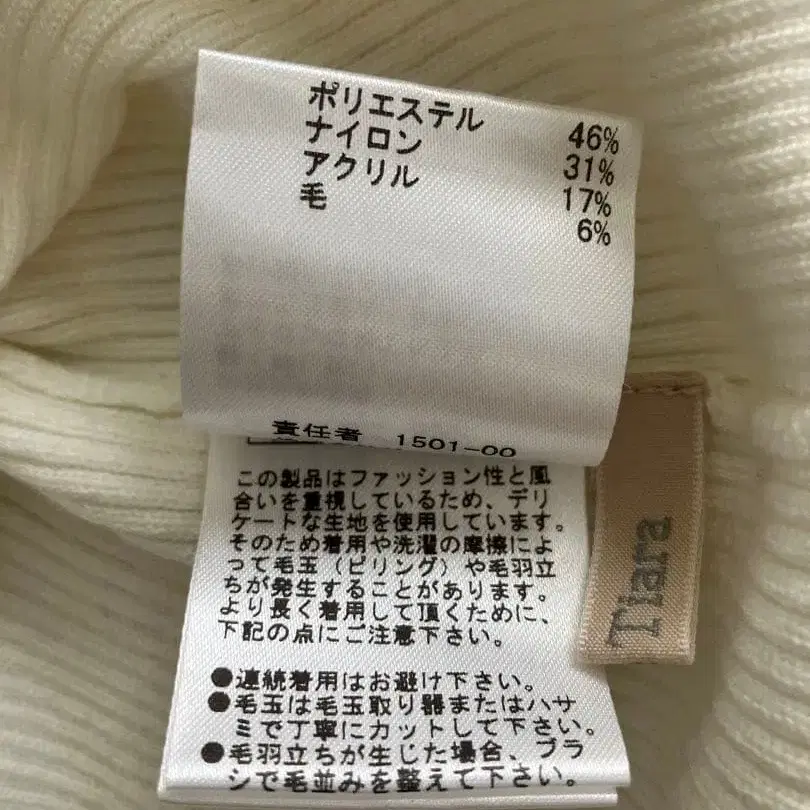 ポリエステル 46%
ナイロン 31%
アクリル 17%
毛 6%
責任者 1501-00
この製品はファッション性と風
合いを重視しているため、デリ
ケートな生地を使用しています。
そのため着用や洗濯の摩擦によ
って毛玉（ピリング）や毛羽立
ちが発生することがあります。
より長く着用して頂くために、
下記の点にご注意下さい。
●連続着用はお避け下さい。
●毛玉は毛玉取り器またはハサ
ミで丁寧にカットして下さい。
●毛羽立ちが生じた場合、ブラ
シで毛並みを整えて下さい。
Tiara